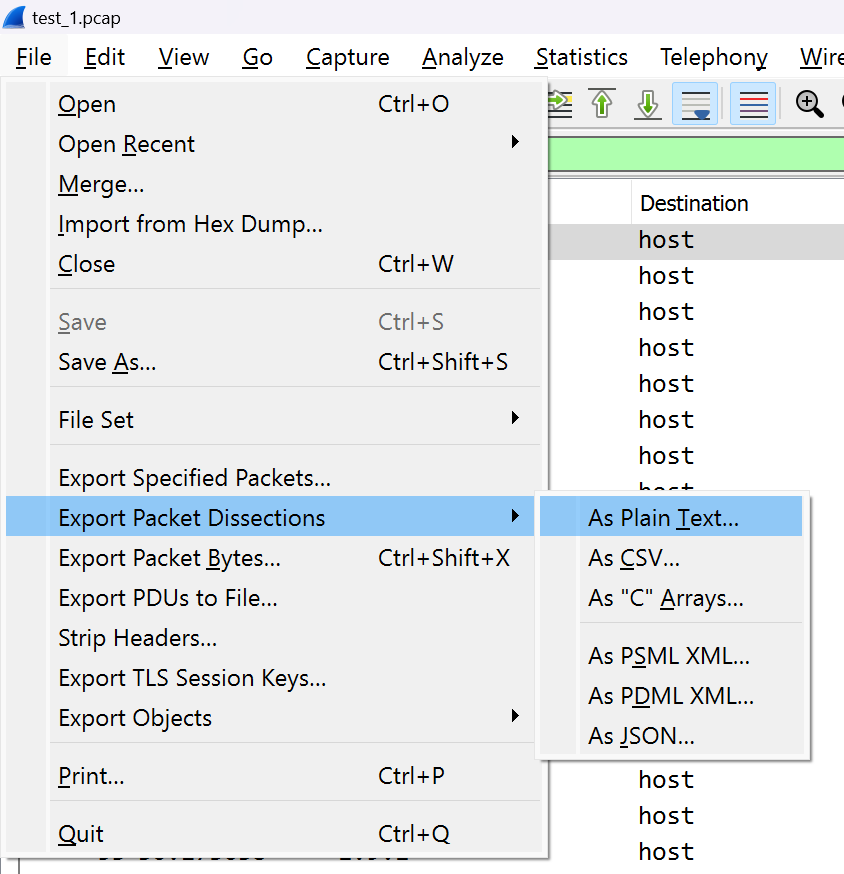 test_1.pcap
File Edit View Go Capture Analyze Statistics Telephony
Open Ctrl+O
Open Recent
Merge...
Import from Hex Dump...
Close Ctrl+W
Save Ctrl+S
Save As... Ctrl+Shift+S
File Set
Export Specified Packets...
Export Packet Dissections
Export Packet Bytes... Ctrl+Shift+X
Export PDUs to File...
Strip Headers...
Export TLS Session Keys...
Export Objects
Print... Ctrl+P
Quit Ctrl+Q
As Plain Text...
As CSV...
As "C" Arrays...
As PSML XML...
As PDML XML...
As JSON...
Destination
host
host
host
host
host
host
host
host
host
host
host